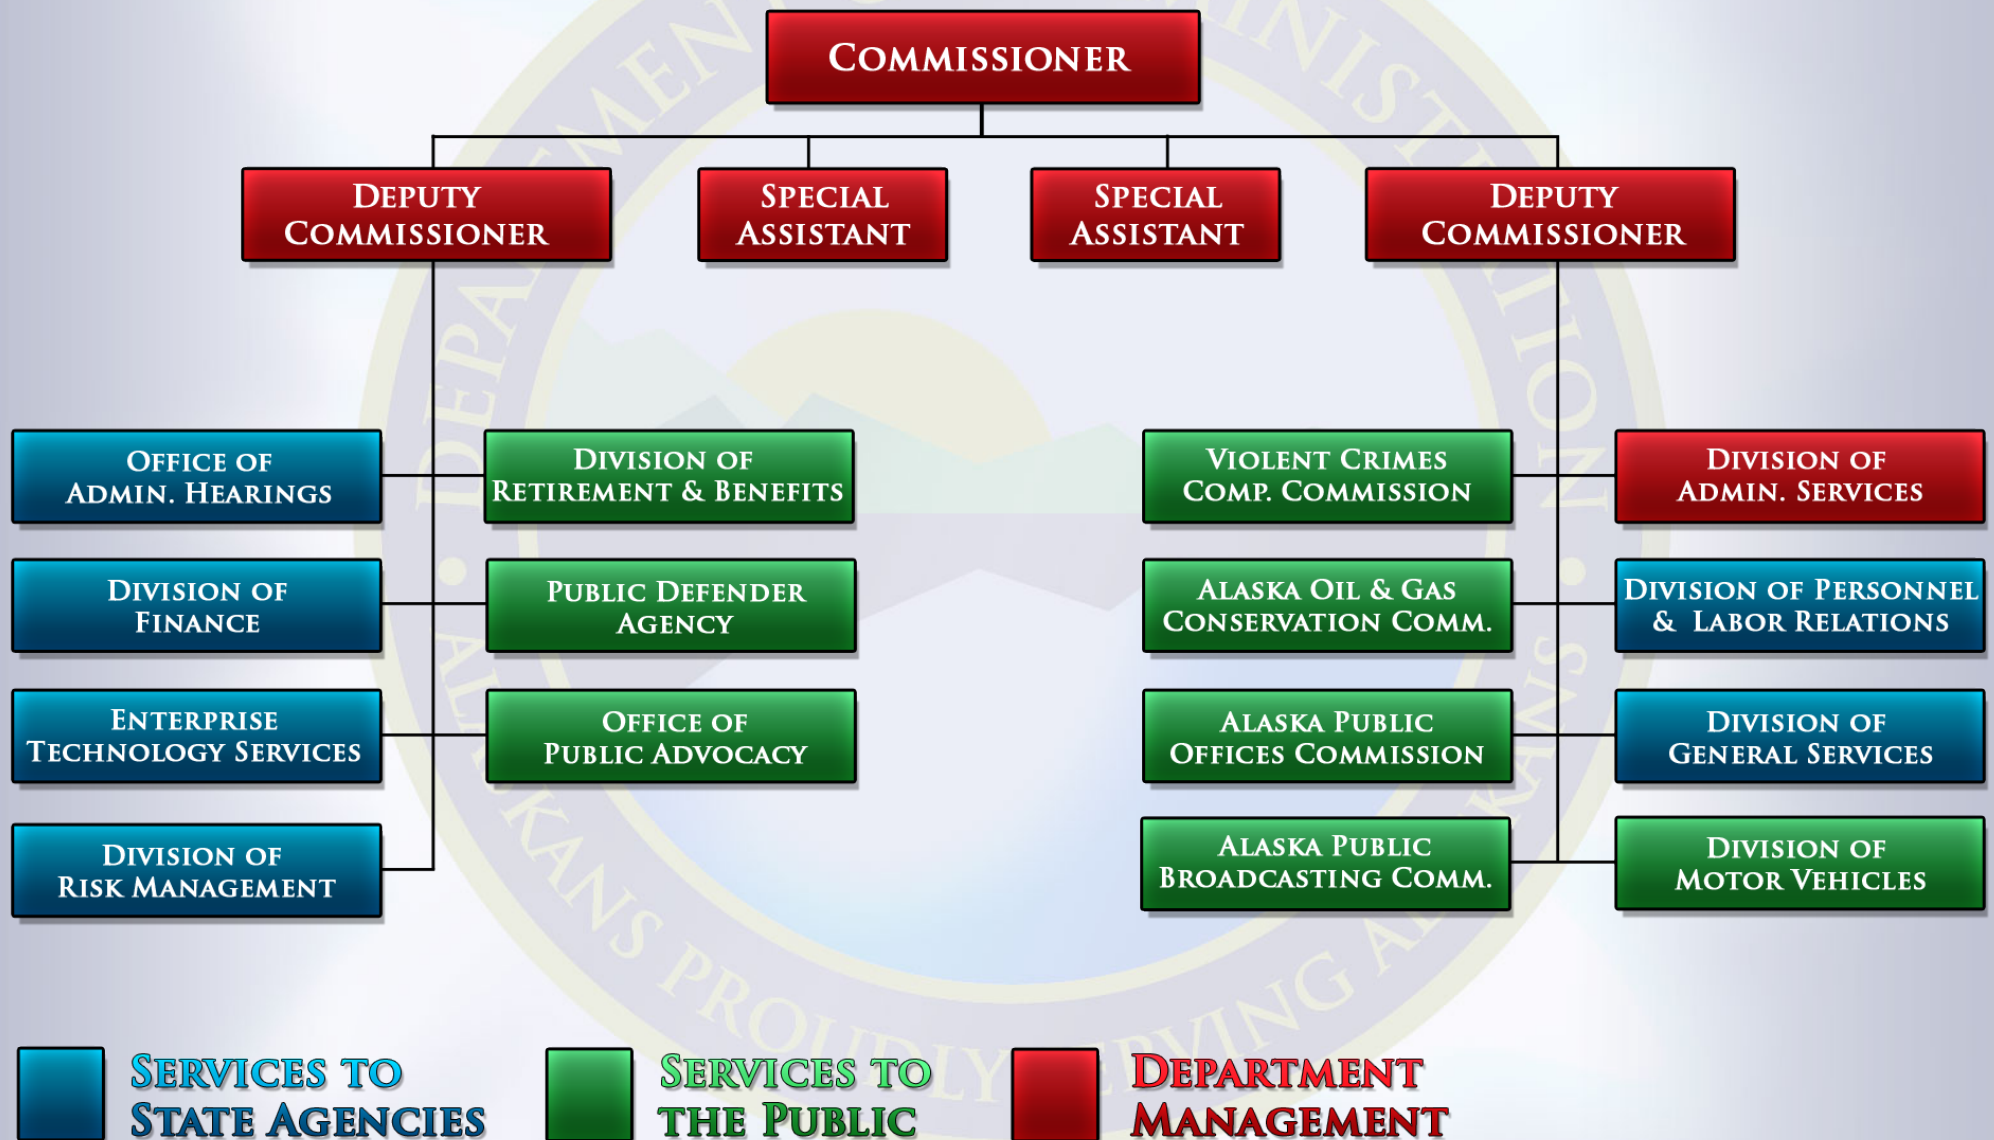 Commissioner
Deputy
Commissioner
Special
Assistant
Special
Assistant
Deputy
Commissioner
Office of
Admin. Hearings
Division of
Retirement & Benefits
Violent Crimes
Comp. Commission
Division of
Admin. Services
Division of
Finance
Public Defender
Agency
Alaska Oil & Gas
Conservation Comm.
Division of Personnel
& Labor Relations
Enterprise
Technology Services
Office of
Public Advocacy
Alaska Public
Offices Commission
Division of
General Services
Division of
Risk Management
Alaska Public
Broadcasting Comm.
Division of
Motor Vehicles
Services to
State Agencies
Services to
the Public
Department
Management